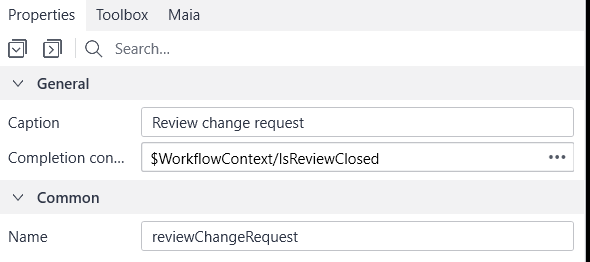 Properties Toolbox Maia
Search...
General
Caption Review change request
Completion con... $WorkflowContext/IsReviewClosed ...
Common
Name reviewChangeRequest